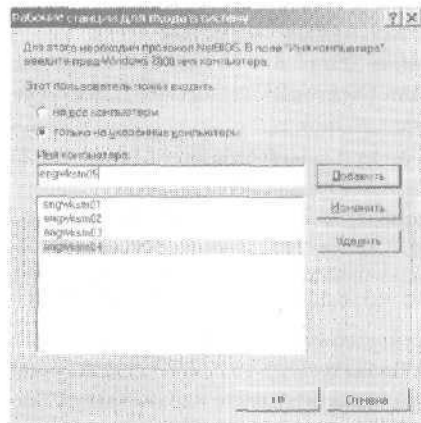 Рабочие станции для входа в систему
Для этого необходим протокол NetBIOS. В поле "Имя компьютера"
введите пред-Windows 2000 имя компьютера.
Этот пользователь может входить:
на все компьютеры
только на указанные компьютеры
Имя компьютера:
engwkstn05
Добавить
engwkstn01
engwkstn02
engwkstn03
engwkstn04
Изменить
Удалить
ОК
Отмена